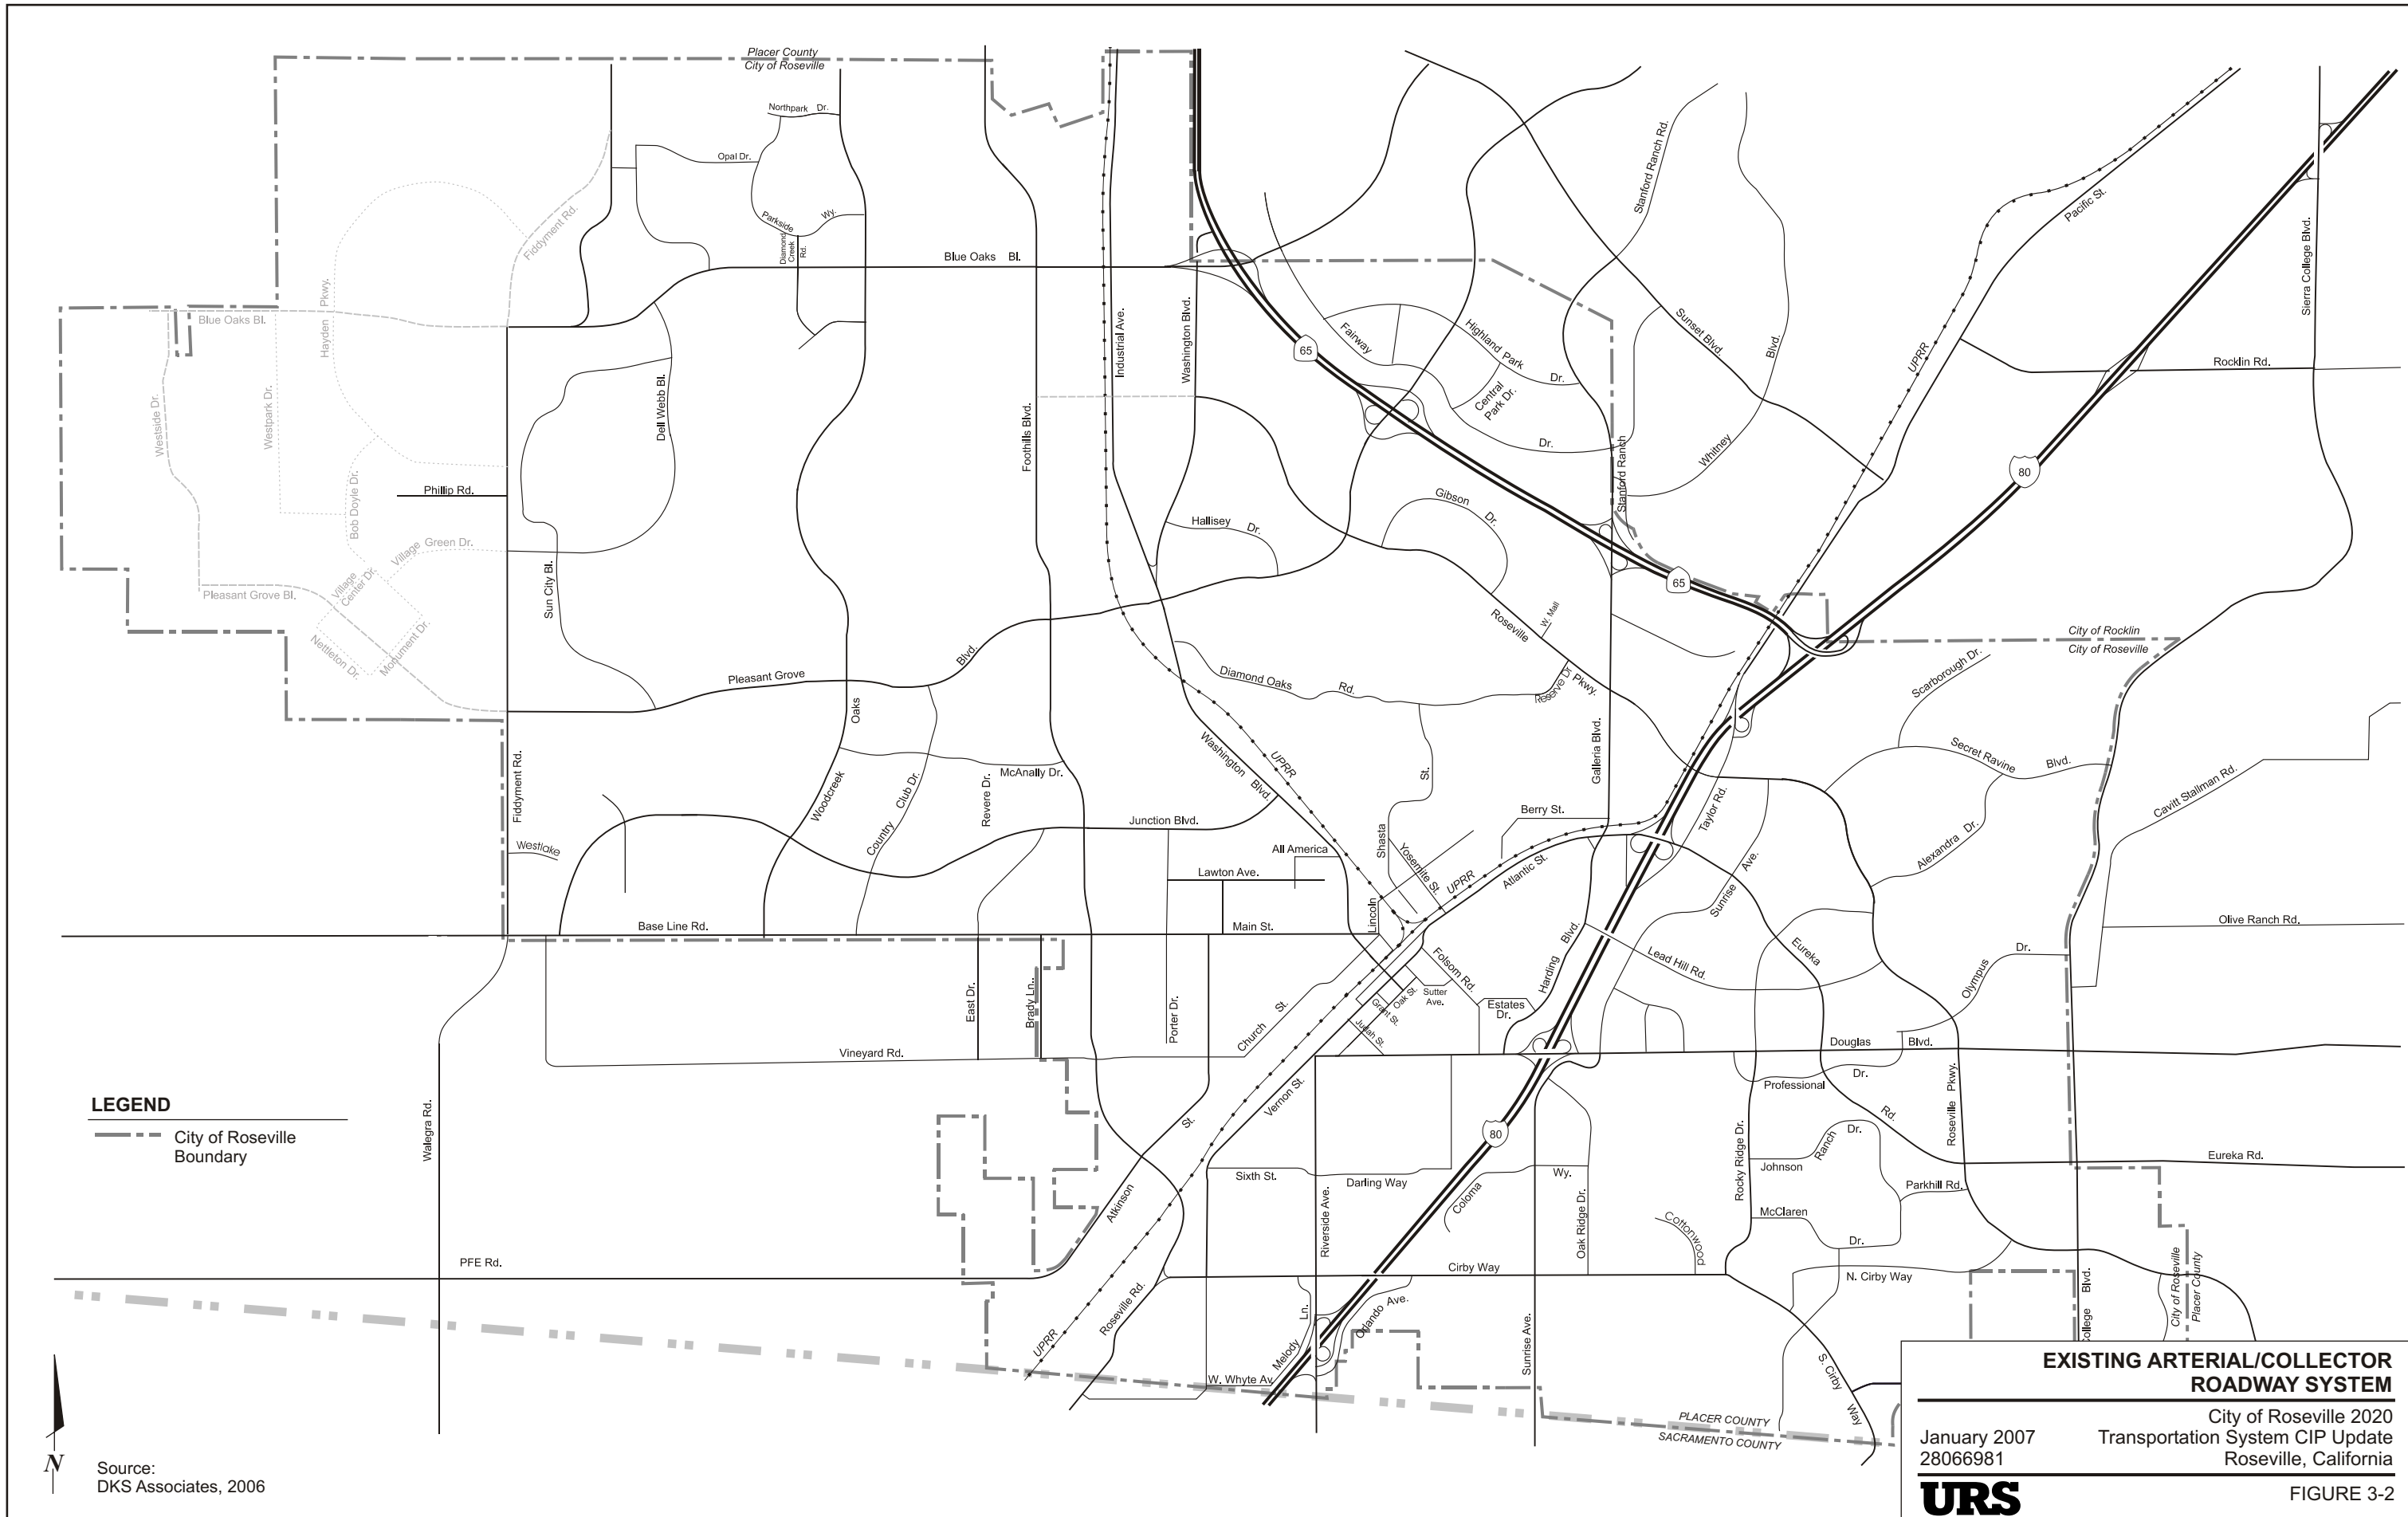 Placer County
City of Roseville
Northpark Dr.
Opal Dr.
Parkside Wy.
Diamond
Creek
Rd.
Fiddyment Rd.
Blue Oaks Bl.
Stanford Ranch Rd.
Pacific St.
Sierra College Blvd.
Blue Oaks Bl.
Hayden Pkwy.
Industrial Ave.
Washington Blvd.
65
Fairway
Highland Park
Dr.
Central
Park Dr.
Dr.
Sunset Blvd.
Blvd.
Whitney
UPRR
Rocklin Rd.
Westside Dr.
Westpark Dr.
Bob Doyle Dr.
Dell Webb Bl.
Foothills Blvd.
Stanford Ranch
80
Phillip Rd.
Gibson
Dr.
Hallisey
Dr.
Village Green Dr.
Village
Center Dr.
Sun City Bl.
Pleasant Grove Bl.
Nettleton Dr.
Monument Dr.
65
Roseville
W. Mall
Pkwy.
Reserve Dr
City of Rocklin
City of Roseville
Pleasant Grove
Blvd.
Diamond Oaks
Rd.
Scarborough Dr.
Oaks
Woodcreek
Fiddyment Rd.
McAnally Dr.
Club Dr.
Country
Revere Dr.
Washington
Blvd.
UPRR
St.
Shasta
Galleria Blvd.
Secret Ravine
Blvd.
Cavitt Stallman Rd.
Westlake
Junction Blvd.
All America
Berry St.
Taylor Rd.
Yosemite St.
UPRR
Atlantic St.
Alexandra Dr.
Lawton Ave.
Sunrise
Ave.
Base Line Rd.
Main St.
Lincoln
Olive Ranch Rd.
Folsom Rd.
Harding
Blvd.
Lead Hill Rd.
Eureka
Olympus
Dr.
East Dr.
Brady Ln.
Porter Dr.
Church
St.
Oak St.
Grant St.
Judah St.
Sutter
Ave.
Estates
Dr.
Vineyard Rd.
Douglas
Blvd.
Professional
Dr.
Vernon St.
LEGEND
City of Roseville
Boundary
Walegra Rd.
St.
Atkinson
80
Rd.
Roseville Pkwy.
Rocky Ridge Dr.
Johnson
Ranch
Dr.
Eureka Rd.
Sixth St.
Darling Way
Riverside Ave.
Coloma
Wy.
Oak Ridge Dr.
Cottonwood
McClaren
Dr.
Parkhill Rd.
PFE Rd.
Cirby Way
N. Cirby Way
City of Roseville
Placer County
College Blvd.
UPRR
Roseville Rd.
Melody
Ln.
Orlando Ave.
W. Whyte Av.
Sunrise Ave.
S. Cirby
Way
PLACER COUNTY
SACRAMENTO COUNTY
N
Source:
DKS Associates, 2006
EXISTING ARTERIAL/COLLECTOR
ROADWAY SYSTEM
City of Roseville 2020
January 2007 Transportation System CIP Update
28066981 Roseville, California
URS FIGURE 3-2